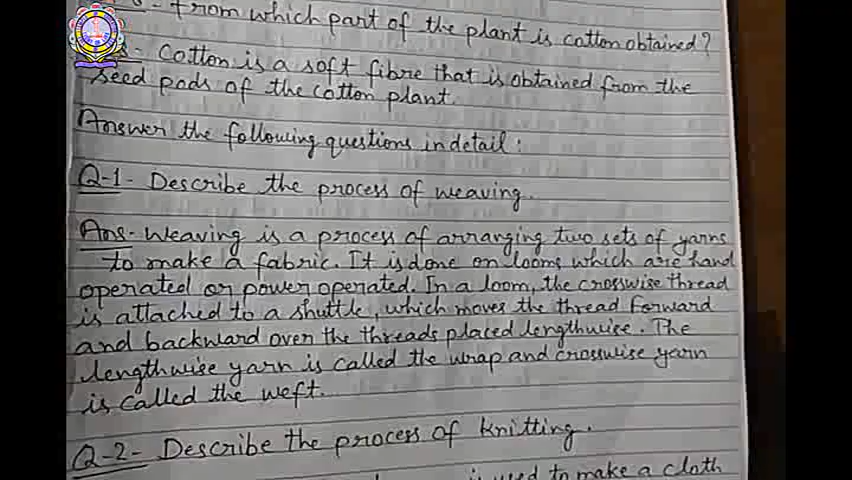 From which part of the plant is cotton obtained?
Cotton is a soft fibre that is obtained from the
seed pods of the cotton plant.
Answer the following questions in detail:
Q-1- Describe the process of weaving.
Ans- Weaving is a process of arranging two sets of yarns
to make a fabric. It is done on looms which are hand
operated or power operated. In a loom, the crosswise thread
is attached to a shuttle, which moves the thread forward
and backward over the threads placed lengthwise. The
lengthwise yarn is called the wrap and crosswise yarn
is called the weft.
Q-2- Describe the process of knitting.
is used to make a cloth